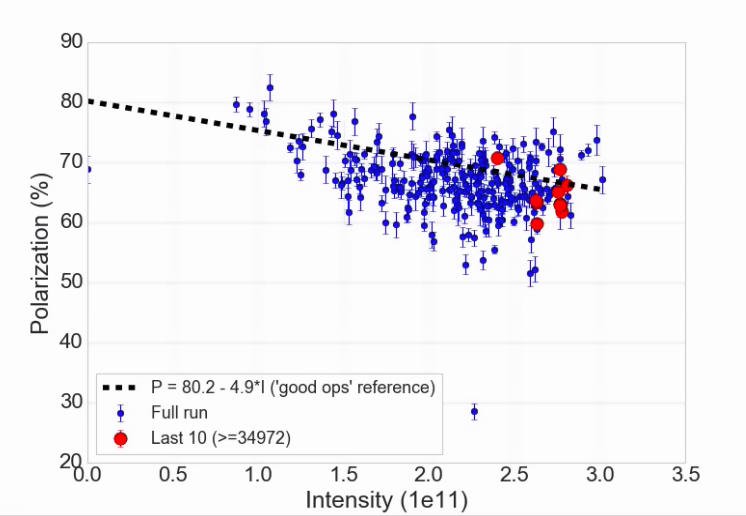 90
80
70
60
50
40
30
20
Polarization (%)
P = 80.2 - 4.9*I ('good ops' reference)
Full run
Last 10 (>=34972)
0.0 0.5 1.0 1.5 2.0 2.5 3.0 3.5
Intensity (1e11)